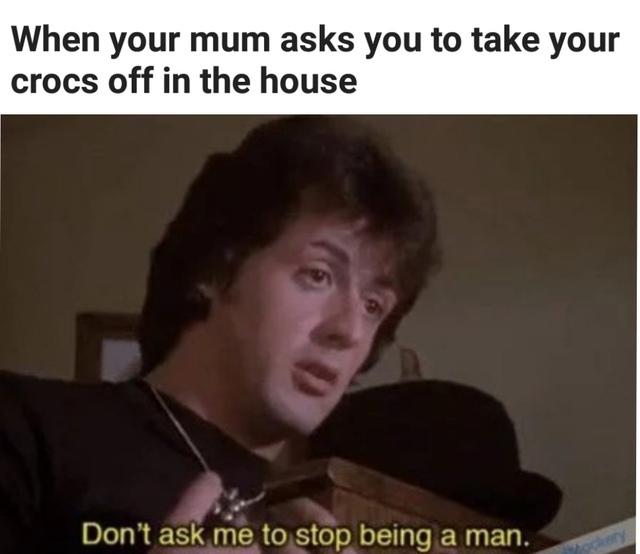 When your mum asks you to take your
crocs off in the house
Don't ask me to stop being a man.